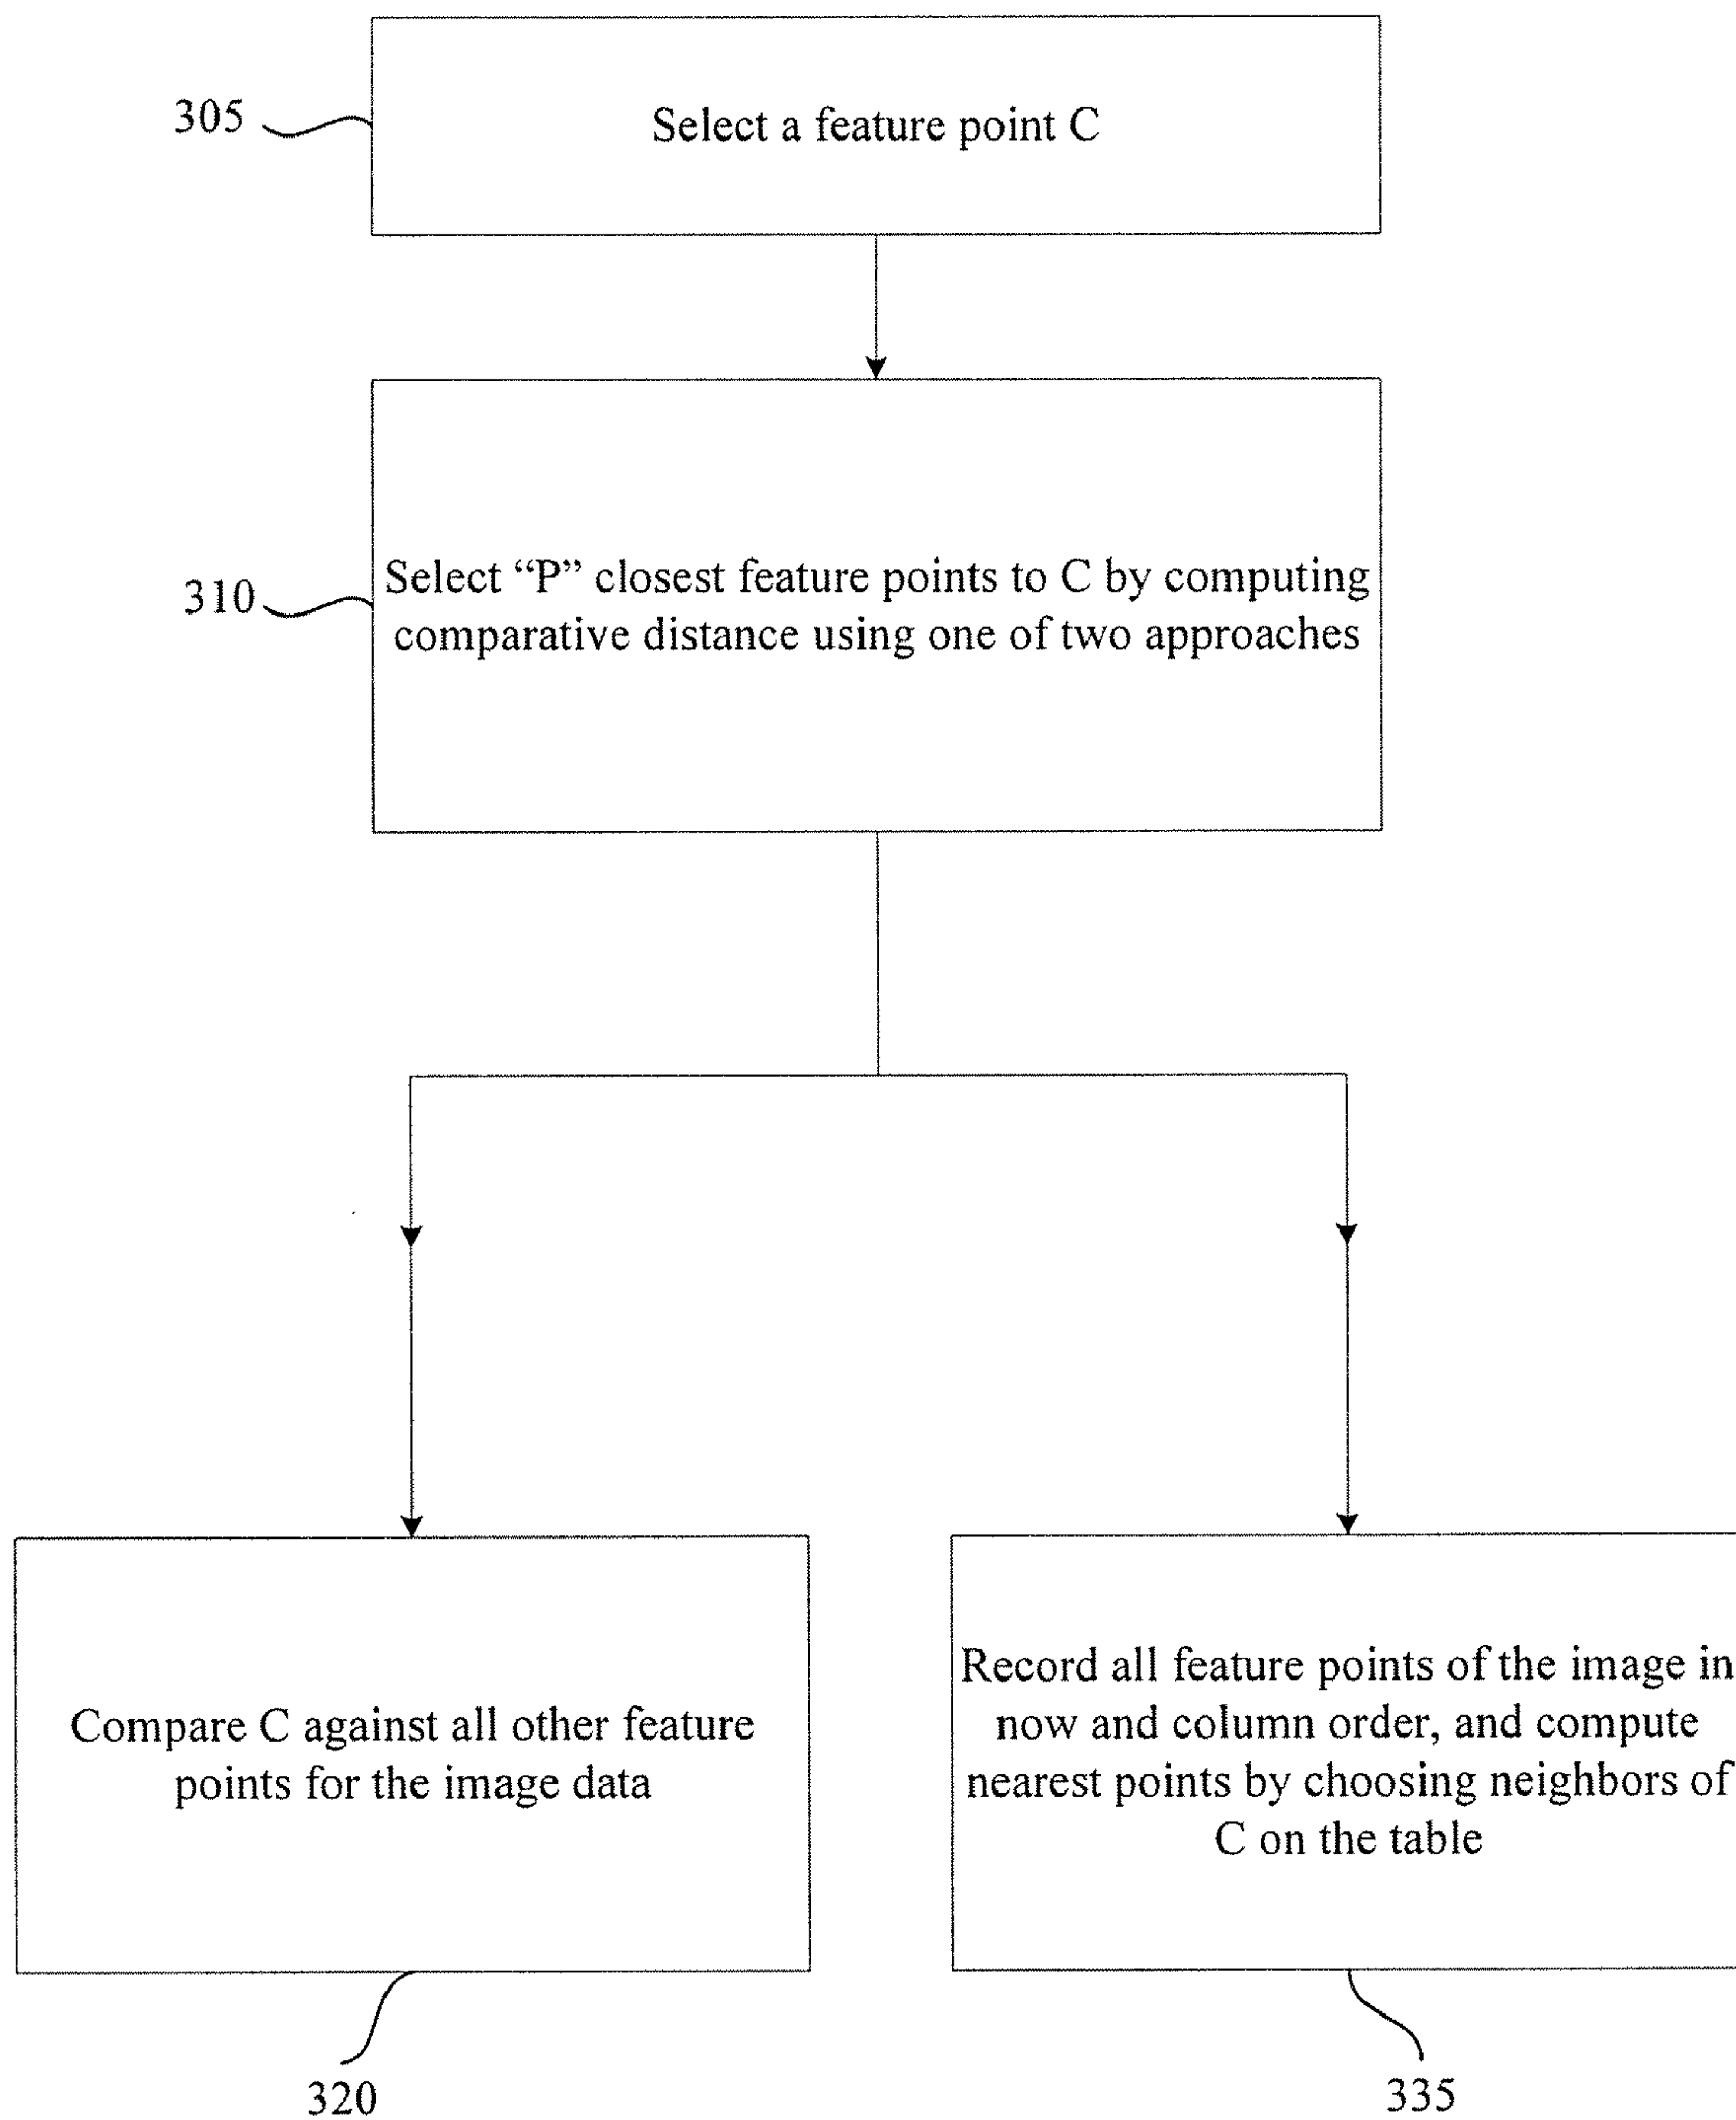 305
Select a feature point C
310
Select “P” closest feature points to C by computing
comparative distance using one of two approaches
Compare C against all other feature
points for the image data
Record all feature points of the image in
now and column order, and compute
nearest points by choosing neighbors of
C on the table
320
335